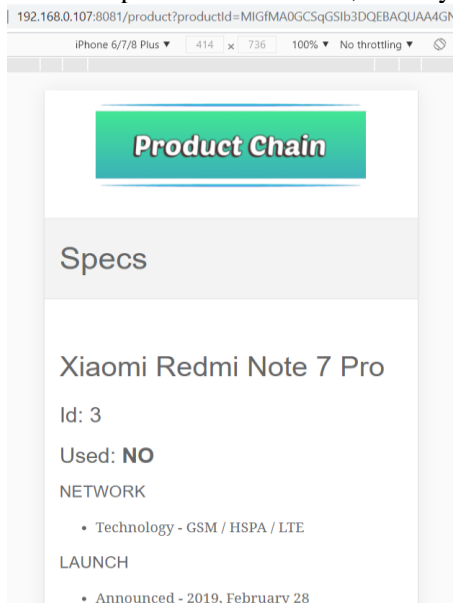 192.168.0.107:8081/product?productId=MIGfMA0GCSqGSIb3DQEBAQUAA4GN
iPhone 6/7/8 Plus ▼ 414 x 736 100% ▼ No throttling ▼
Product Chain
Specs
Xiaomi Redmi Note 7 Pro
Id: 3
Used: NO
NETWORK
• Technology - GSM / HSPA / LTE
LAUNCH
• Announced - 2019, February 28